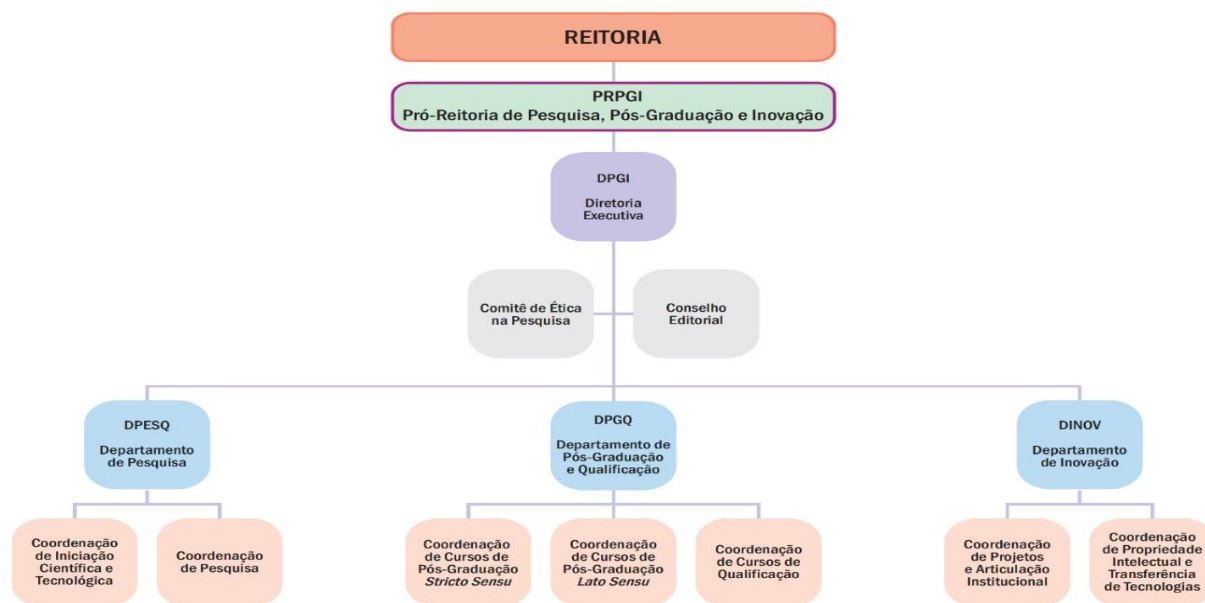 REITORIA
PRPGI
Pró-Reitoria de Pesquisa, Pós-Graduação e Inovação
DPGI
Diretoria
Executiva
Comitê de Ética
na Pesquisa
Conselho
Editorial
DPESQ
Departamento
de Pesquisa
DPGQ
Departamento de
Pós-Graduação
e Qualificação
DINOV
Departamento
de Inovação
Coordenação
de Iniciação
Científica e
Tecnológica
Coordenação
de Pesquisa
Coordenação
de Cursos de
Pós-Graduação
Stricto Sensu
Coordenação
de Cursos de
Pós-Graduação
Lato Sensu
Coordenação
de Cursos de
Qualificação
Coordenação
de Projetos
e Articulação
Institucional
Coordenação
de Propriedade
Intelectual e
Transferência
de Tecnologias